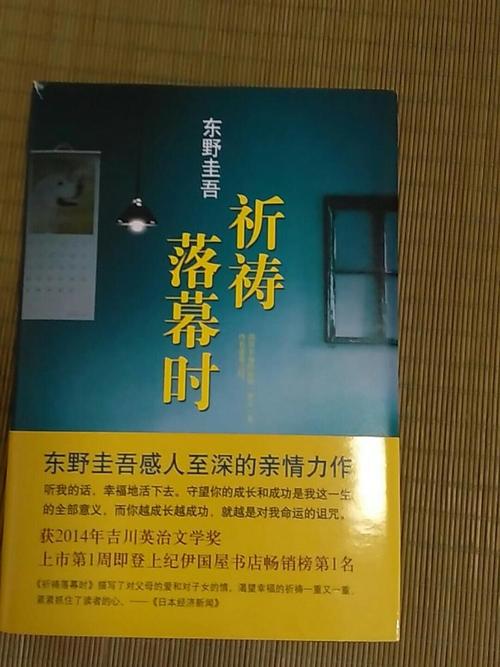 东野圭吾
祈祷
落幕时
东野圭吾感人至深的亲情力作
听我的话，幸福地活下去。守望你的成长和成功是我这一生
的全部意义，而你越成长越成功，就越是对我命运的诅咒。
获2014年吉川英治文学奖
上市第1周即登上纪伊国屋书店畅销榜第1名
《祈祷落幕时》描写了对父母的爱和对子女的情，渴望幸福的祈祷一重又一重，
紧紧抓住了读者的心。——《日本经济新闻》